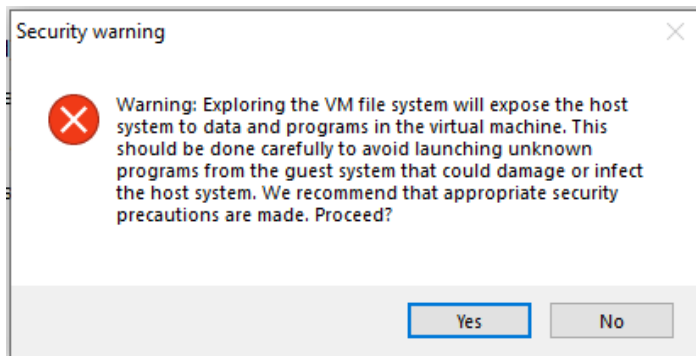 Security warning
Warning: Exploring the VM file system will expose the host
system to data and programs in the virtual machine. This
should be done carefully to avoid launching unknown
programs from the guest system that could damage or infect
the host system. We recommend that appropriate security
precautions are made. Proceed?
Yes
No